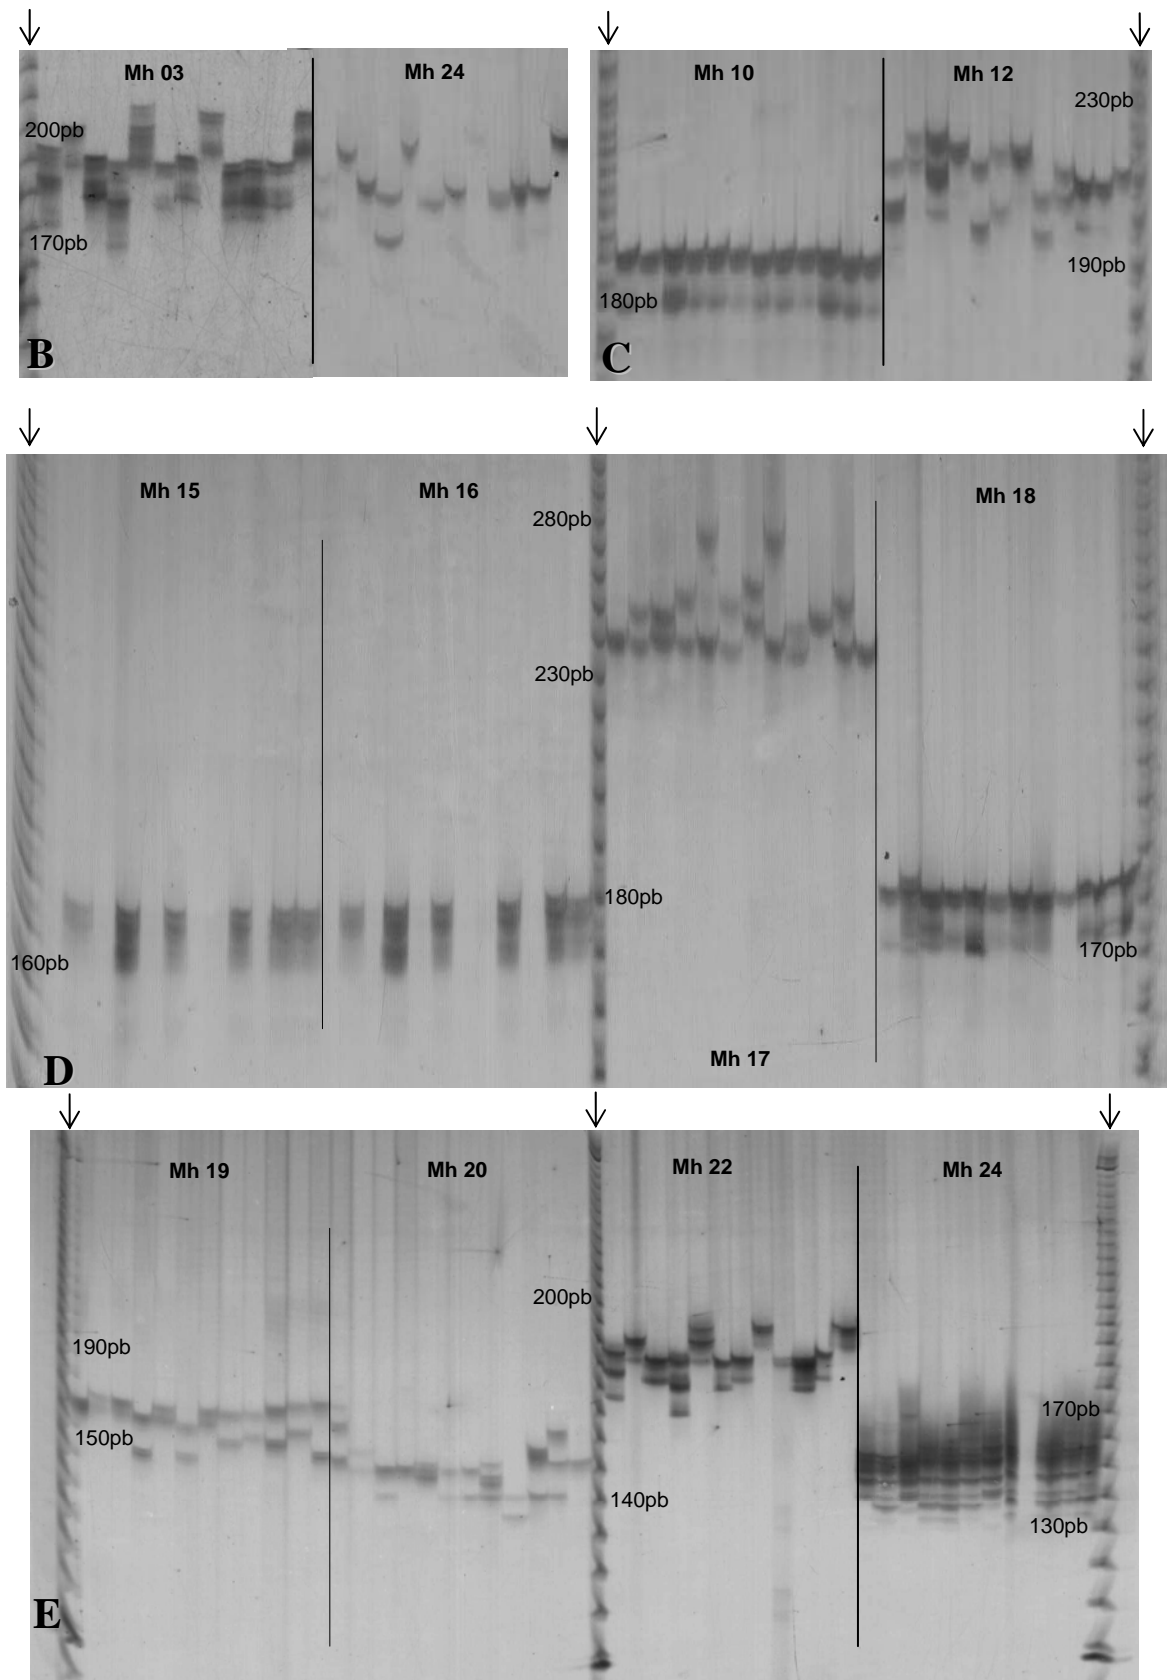 Mh 03
Mh 24
200pb
170pb
B
Mh 10
Mh 12
230pb
190pb
180pb
C
Mh 15
Mh 16
280pb
230pb
Mh 18
180pb
160pb
170pb
Mh 17
D
Mh 19
Mh 20
Mh 22
Mh 24
200pb
190pb
150pb
170pb
140pb
130pb
E